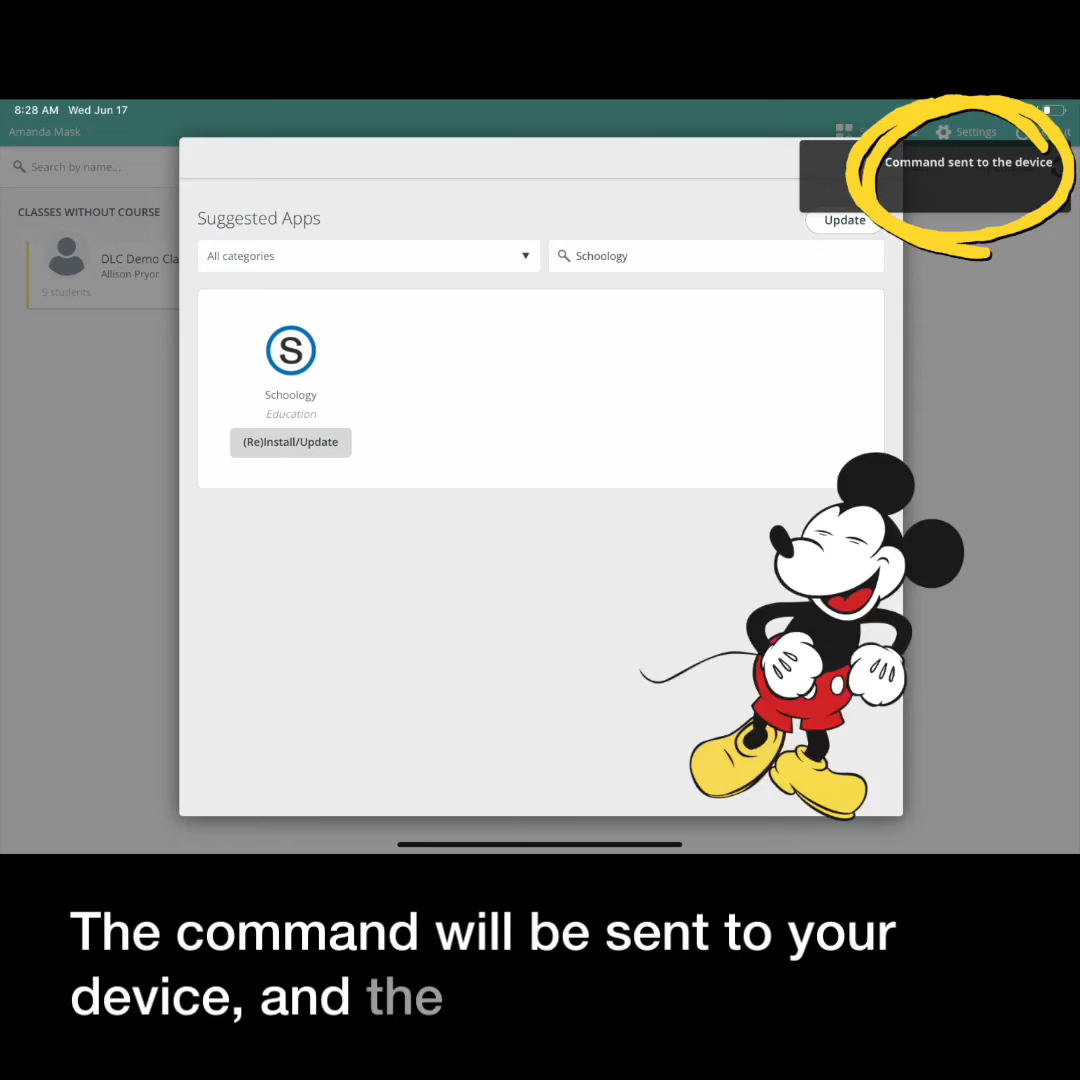 8:28 AM Wed Jun 17
Amanda Mask
Settings
Search by name...
Command sent to the device
CLASSES WITHOUT COURSE
Suggested Apps
Update
All categories
Schoology
DLC Demo Cla
Allison Pryor
9 students
S
Schoology
Education
(Re)Install/Update
The command will be sent to your
device, and the